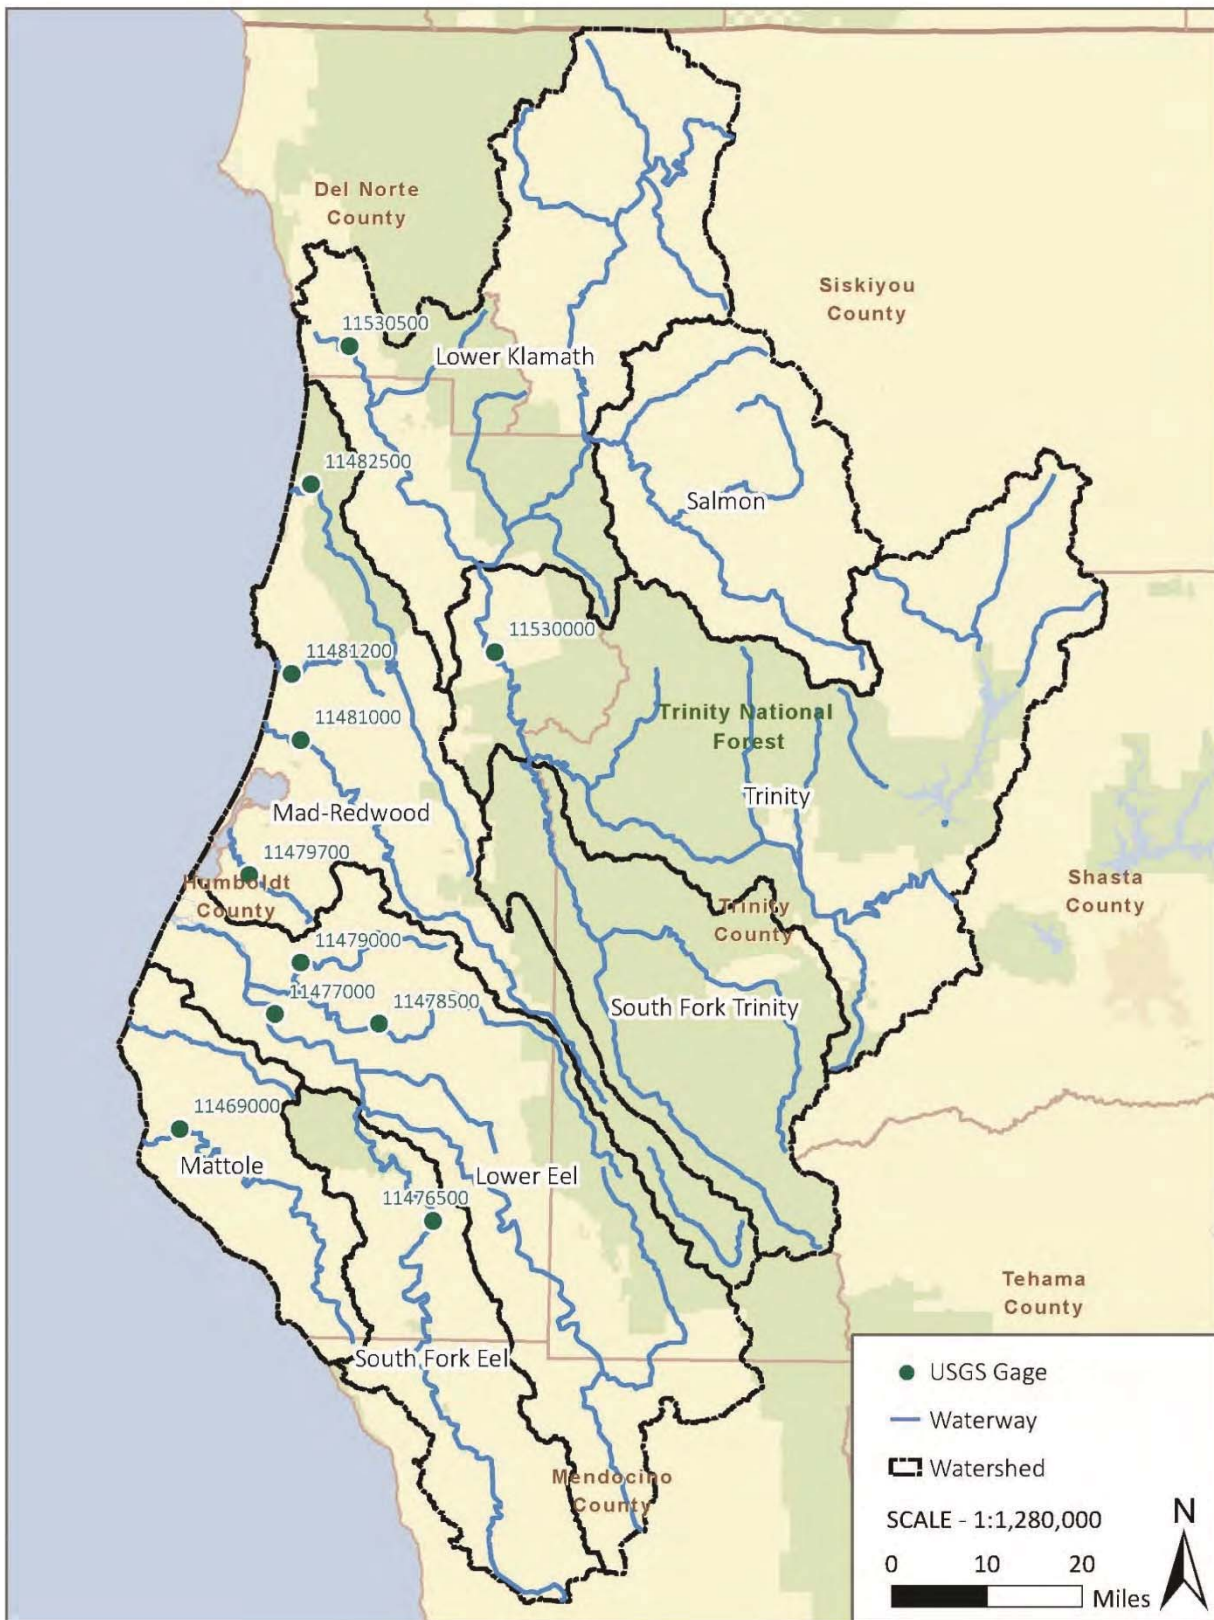 Del Norte
County
Siskiyou
County
11530500
Lower Klamath
11482500
Salmon
11530000
11481200
11481000
Trinity National
Forest
Trinity
Mad-Redwood
11479700
Humboldt
County
Trinity
County
Shasta
County
11479000
11477000
11478500
South Fork Trinity
11469000
Mattole
Lower Eel
11476500
Tehama
County
South Fork Eel
Mendocino
County
USGS Gage
Waterway
Watershed
SCALE - 1:1,280,000
N
0 10 20
Miles